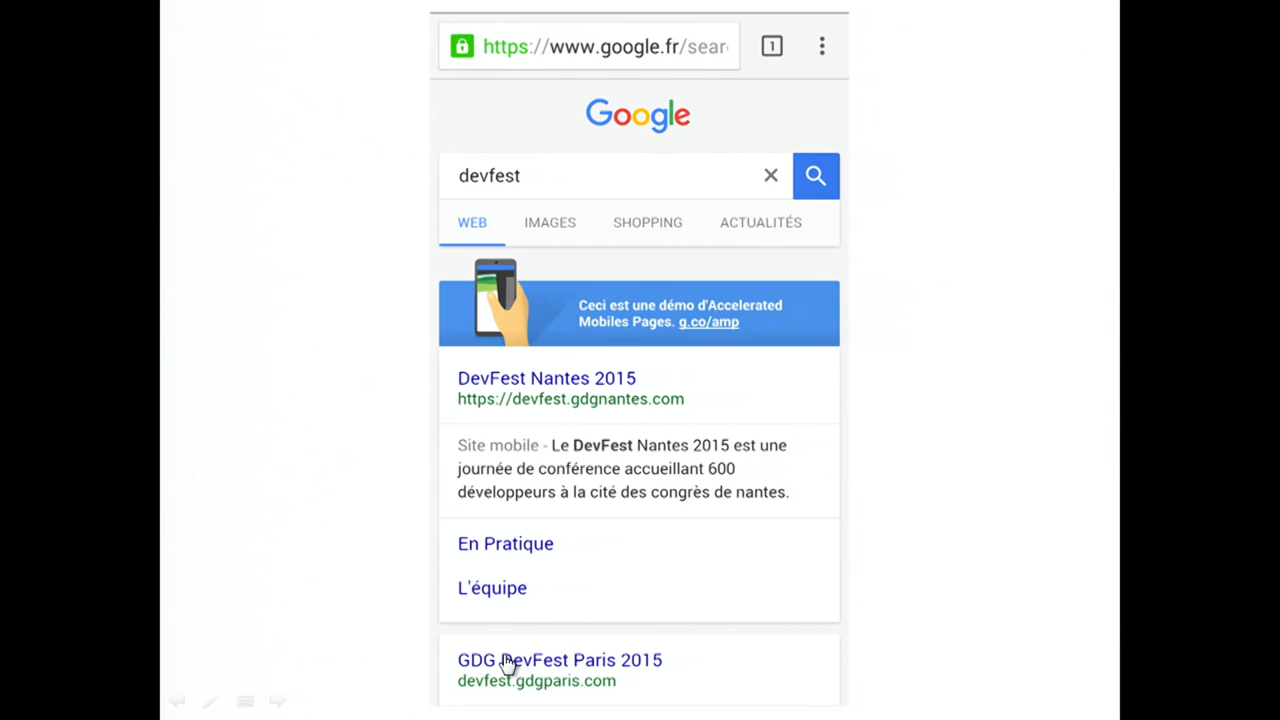 https://www.google.fr/sear
1
Google
devfest
WEB IMAGES SHOPPING ACTUALITÉS
Ceci est une démo d'Accelerated
Mobiles Pages. g.co/amp
DevFest Nantes 2015
https://devfest.gdgnantes.com
Site mobile - Le DevFest Nantes 2015 est une
journée de conférence accueillant 600
développeurs à la cité des congrès de nantes.
En Pratique
L'équipe
GDG DevFest Paris 2015
devfest.gdgparis.com